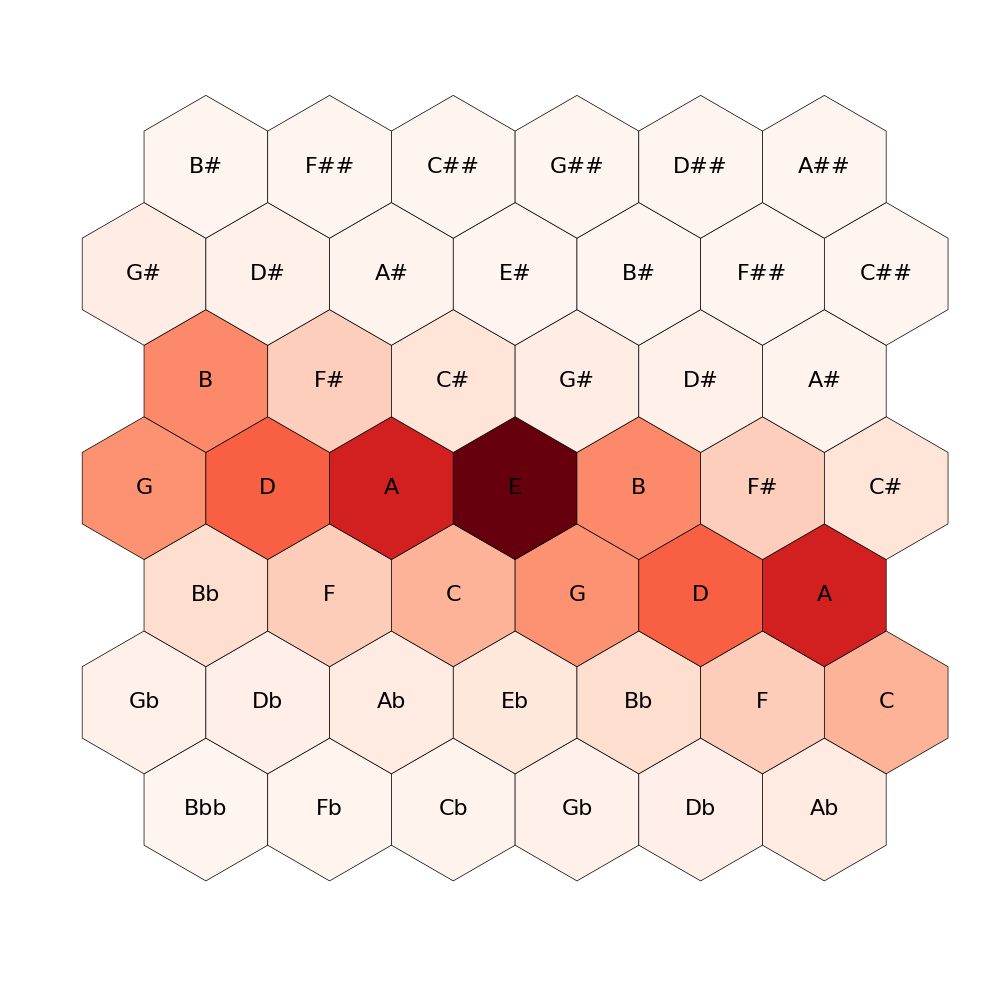 B# F## C## G## D## A##
G# D# A# E# B# F## C##
B F# C# G# D# A#
G D A E B F# C#
Bb F C G D A
Gb Db Ab Eb Bb F C
Bbb Fb Cb Gb Db Ab